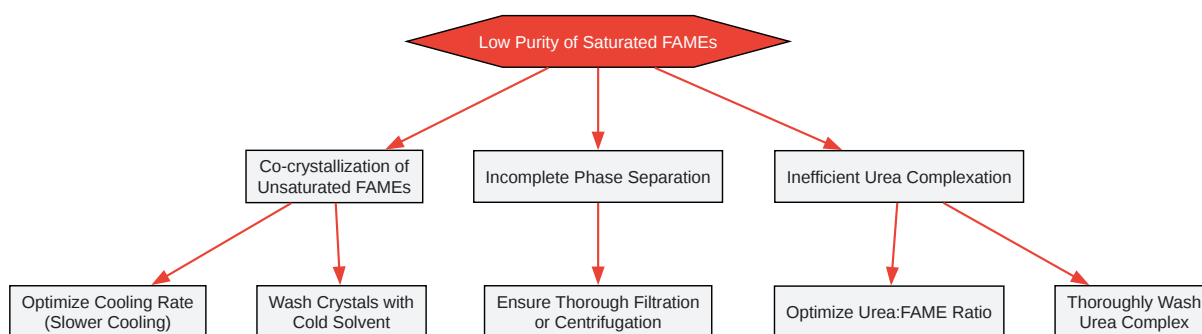 Low Purity of Saturated FAMEs
Co-crystallization of
Unsaturated FAMEs
Incomplete Phase Separation
Inefficient Urea Complexation
Optimize Cooling Rate
(Slower Cooling)
Wash Crystals with
Cold Solvent
Ensure Thorough Filtration
or Centrifugation
Optimize Urea:FAME Ratio
Thoroughly Wash
Urea Complex